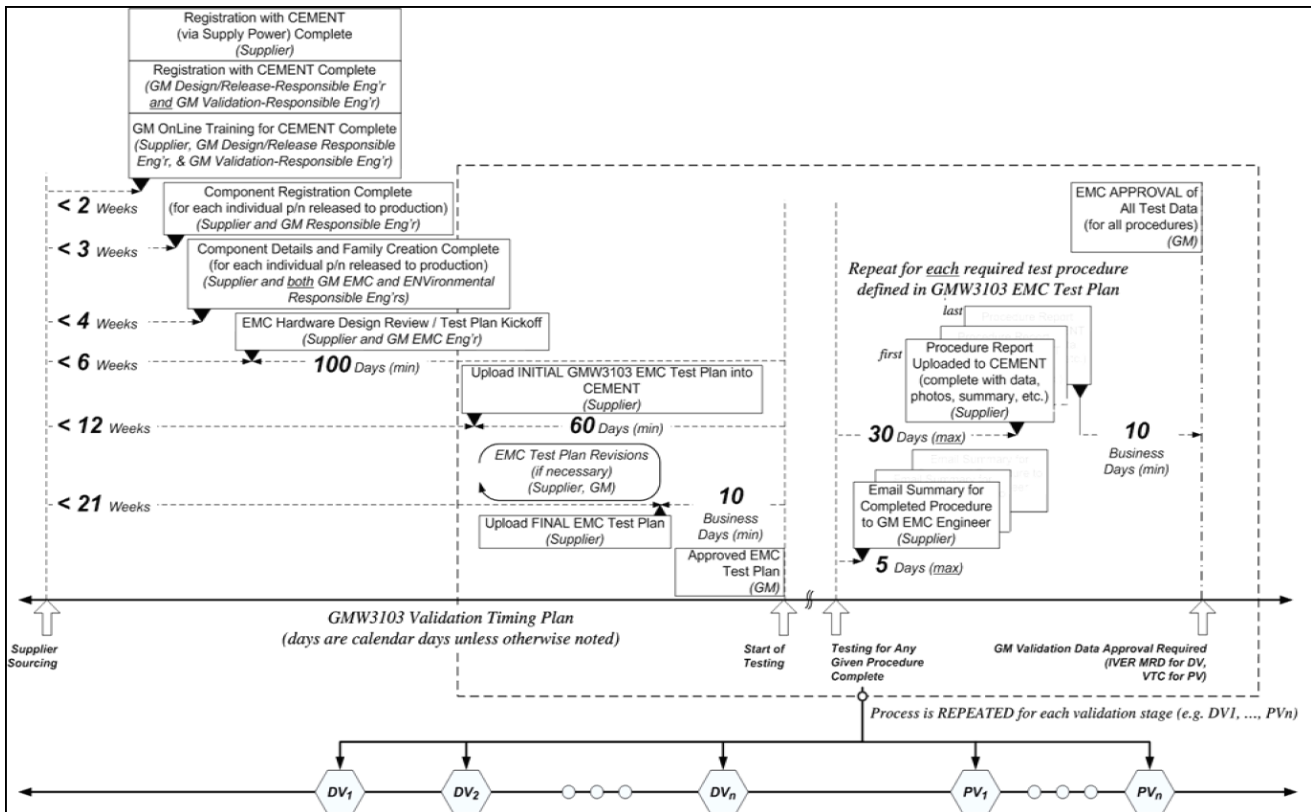 Registration with CEMENT
(via Supply Power) Complete
(Supplier)
Registration with CEMENT Complete
(GM Design/Release-Responsible Eng'r
and GM Validation-Responsible Eng'r)
GM OnLine Training for CEMENT Complete
(Supplier, GM Design/Release Responsible
Eng'r, & GM Validation-Responsible Eng'r)
< 2 Weeks
Component Registration Complete
(for each individual p/n released to production)
(Supplier and GM Responsible Eng'r)
< 3 Weeks
Component Details and Family Creation Complete
(for each individual p/n released to production)
(Supplier and both GM EMC and ENVironmental
Responsible Eng'rs)
< 4 Weeks
EMC Hardware Design Review / Test Plan Kickoff
(Supplier and GM EMC Eng'r)
< 6 Weeks
100 Days (min)
Upload INITIAL GMW3103 EMC Test Plan into
CEMENT
(Supplier)
< 12 Weeks
60 Days (min)
EMC Test Plan Revisions
(if necessary)
(Supplier, GM)
< 21 Weeks
10
Business
Days (min)
Upload FINAL EMC Test Plan
(Supplier)
Approved EMC
Test Plan
(GM)
EMC APPROVAL of
All Test Data
(for all procedures)
(GM)
Repeat for each required test procedure
defined in GMW3103 EMC Test Plan
last
Procedure Report
first
Procedure Report
Uploaded to CEMENT
(complete with data,
photos, summary, etc.)
(Supplier)
30 Days (max)
10
Business
Days (min)
Email Summary for
Email Summary for
Completed Procedure
to GM EMC Engineer
(Supplier)
5 Days (max)
GMW3103 Validation Timing Plan
(days are calendar days unless otherwise noted)
Supplier
Sourcing
Start of
Testing
Testing for Any
Given Procedure
Complete
GM Validation Data Approval Required
(IVER MRD for DV,
VTC for PV)
Process is REPEATED for each validation stage (e.g. DV1, ..., PVn)
DV1
DV2
DVn
PV1
PVn